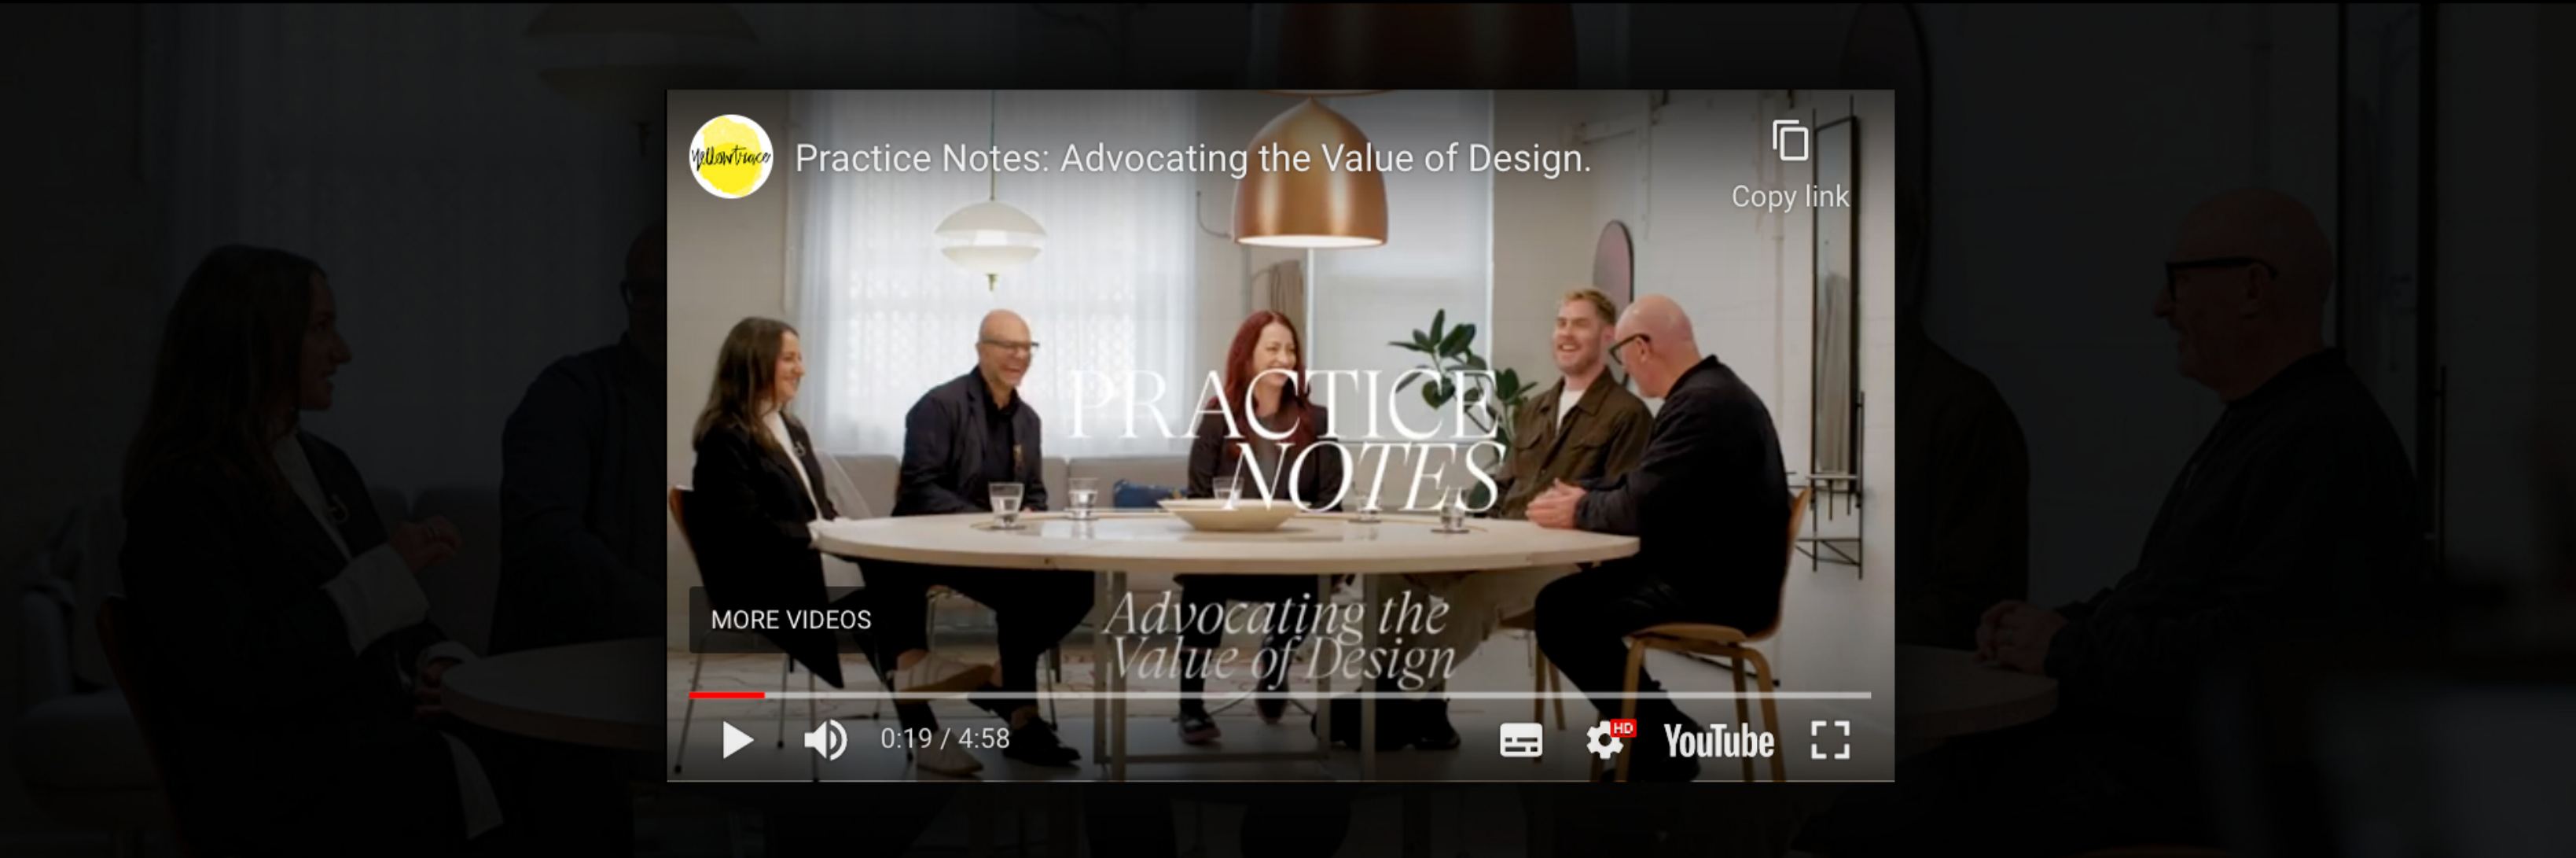 yellowtrace
Practice Notes: Advocating the Value of Design.
Copy link
PRACTICE
NOTES
MORE VIDEOS
Advocating the
Value of Design
0:19 / 4:58
HD
YouTube